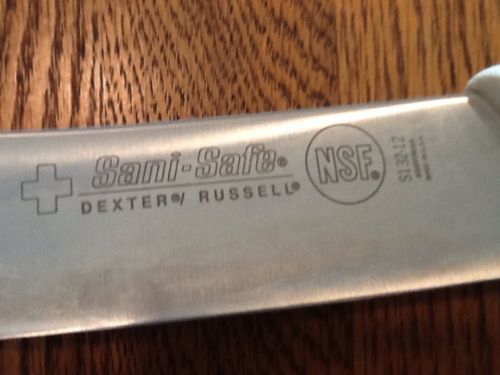 Sani-Safe®
DEXTER®/ RUSSELL®
NSF®
S132-12